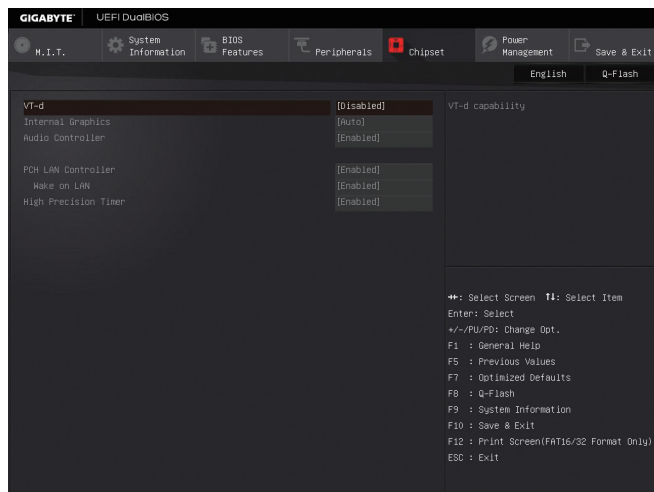 GIGABYTE™ UEFI DualBIOS
M.I.T. System Information BIOS Features Peripherals Chipset Power Management Save & Exit
English Q-Flash
VT-d [Disabled] VT-d capability
Internal Graphics [Auto]
Audio Controller [Enabled]
PCH LAN Controller [Enabled]
Wake on LAN [Enabled]
High Precision Timer [Enabled]
→←: Select Screen ↑↓: Select Item
Enter: Select
+/-/PU/PD: Change Opt.
F1 : General Help
F5 : Previous Values
F7 : Optimized Defaults
F8 : Q-Flash
F9 : System Information
F10 : Save & Exit
F12 : Print Screen(FAT16/32 Format Only)
ESC : Exit